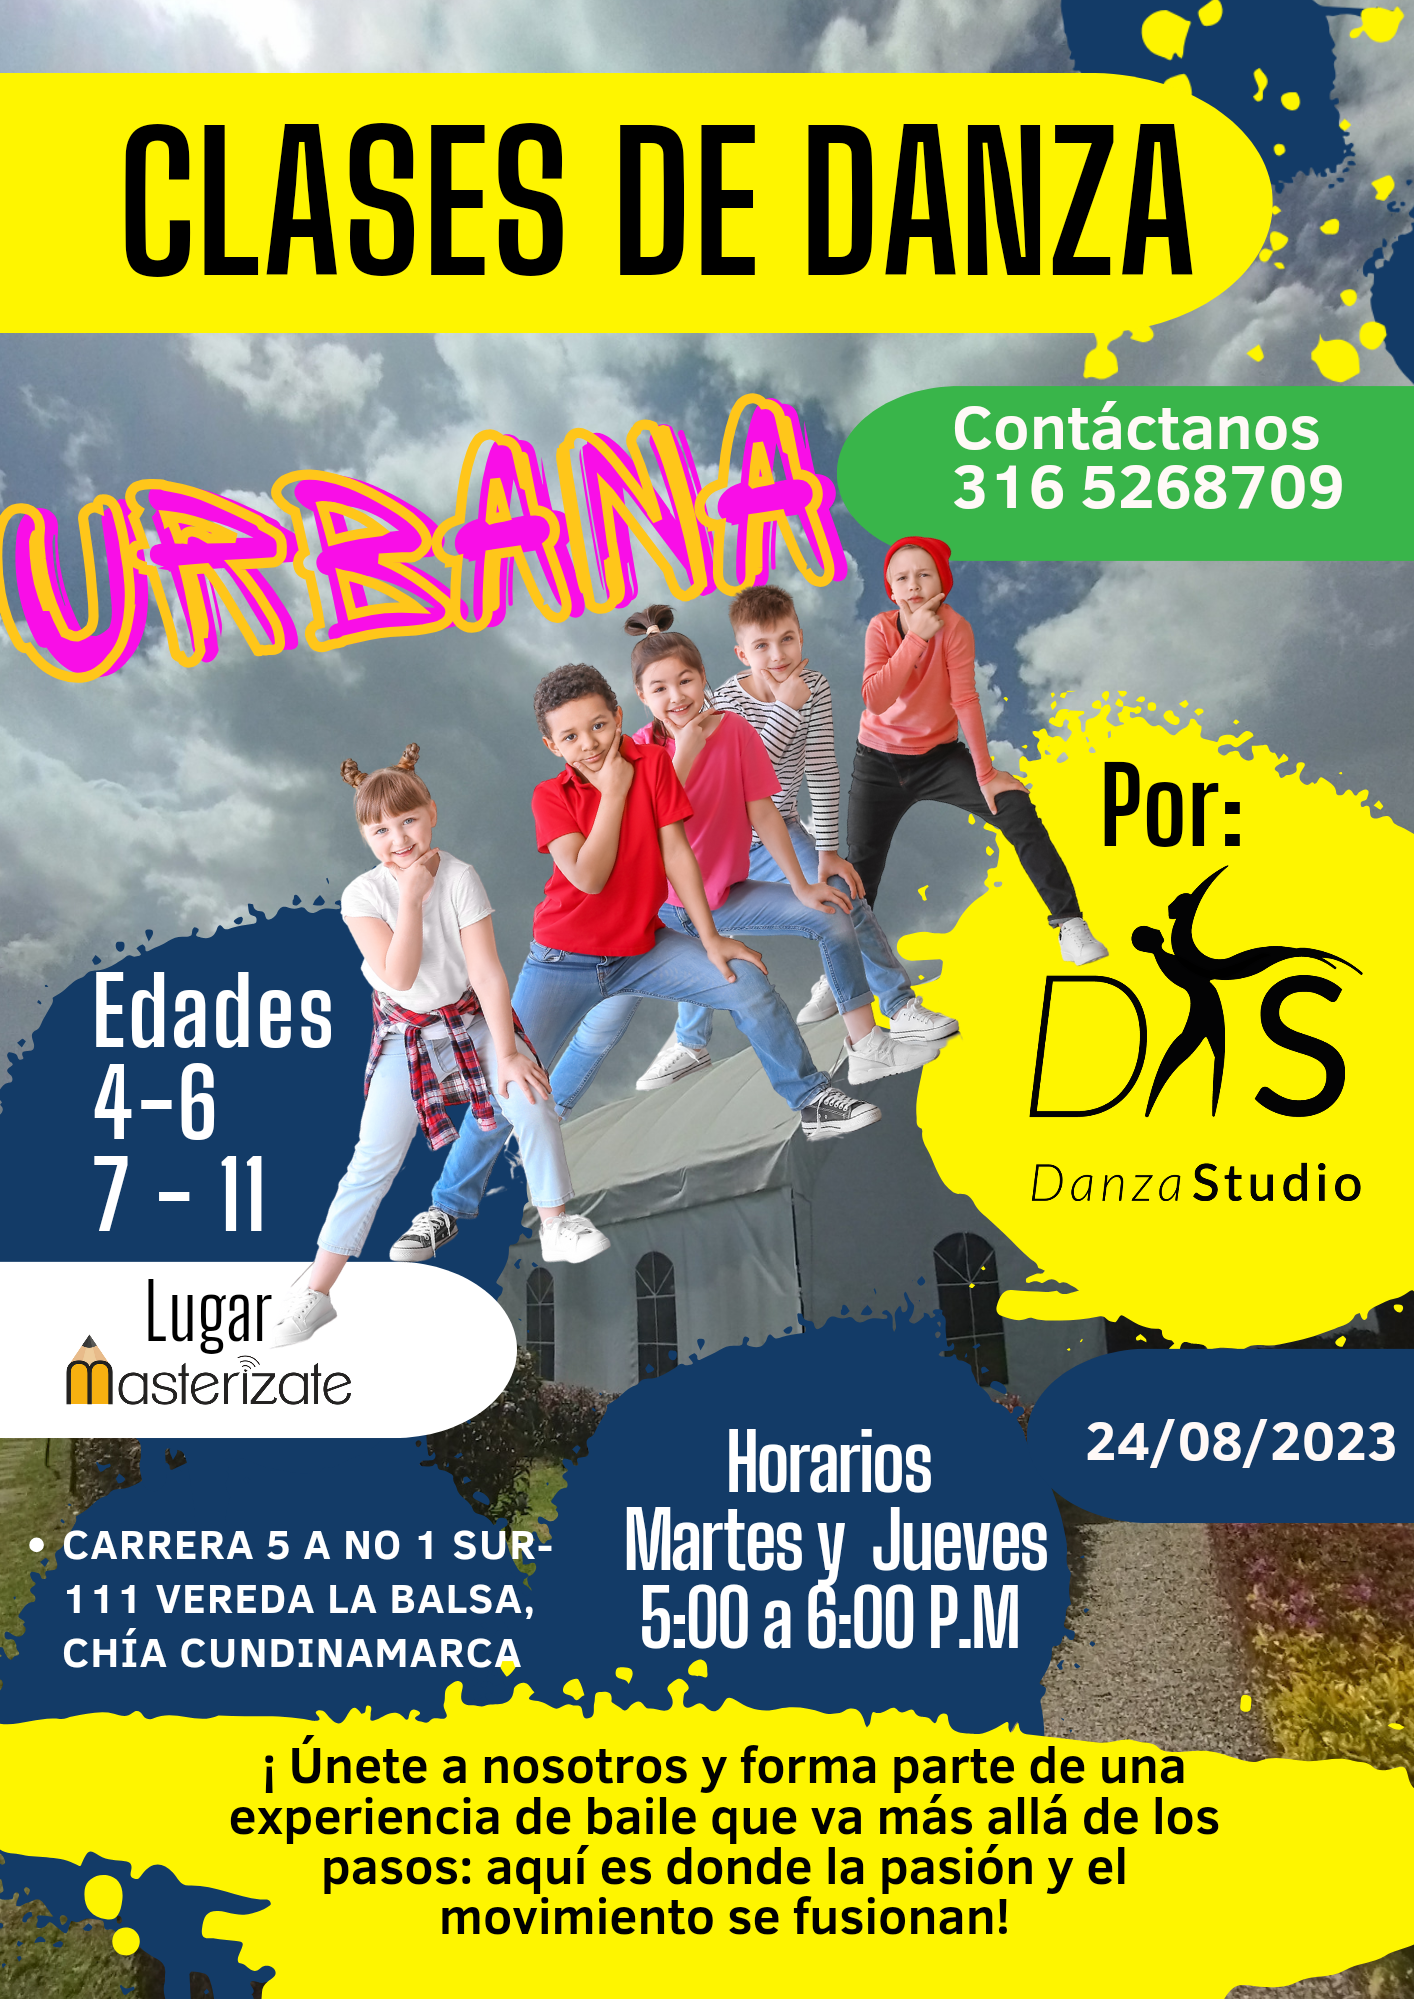 CLASES DE DANZA
URBANA
Contáctanos
316 5268709
Por:
DS
DanzaStudio
Edades
4-6
7 - 11
Lugar
masterizate
24/08/2023
Horarios
Martes y Jueves
5:00 a 6:00 P.M
• CARRERA 5 A NO 1 SUR-
111 VEREDA LA BALSA,
CHÍA CUNDINAMARCA
¡ Únete a nosotros y forma parte de una
experiencia de baile que va más allá de los
pasos: aquí es donde la pasión y el
movimiento se fusionan!